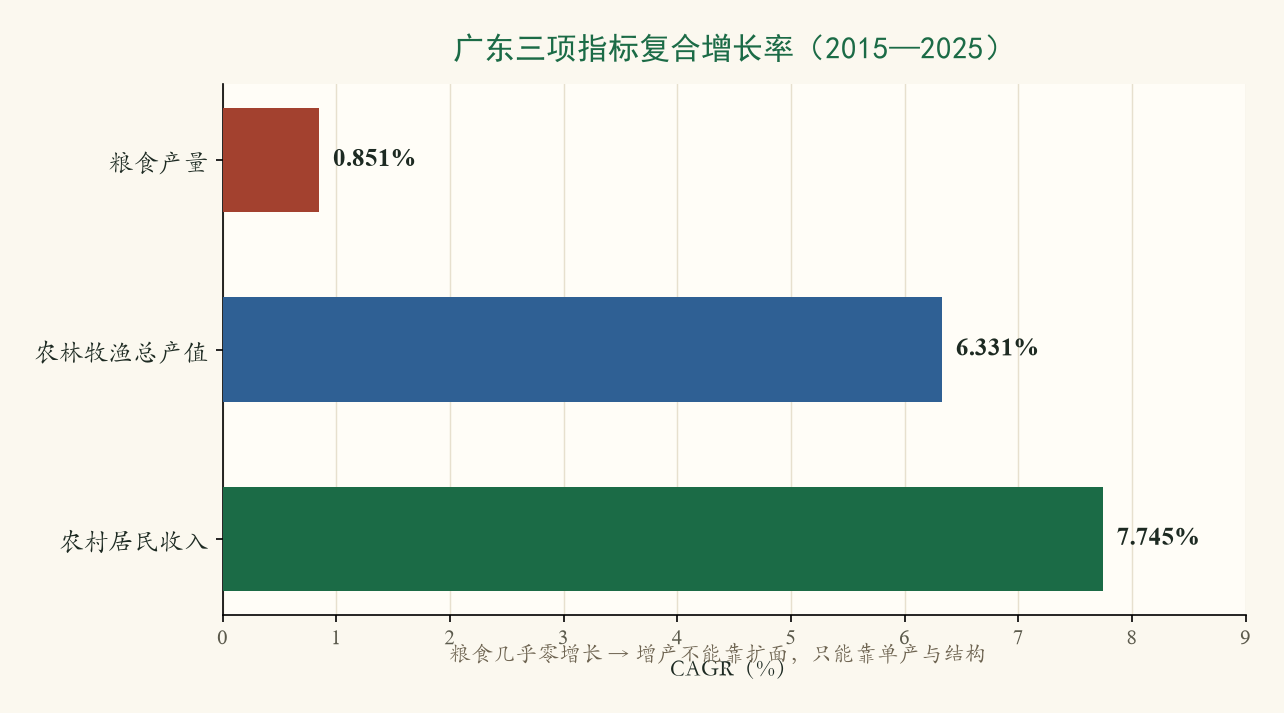 广东三项指标复合增长率（2015—2025）
粮食产量
0.851%
农林牧渔总产值
6.331%
农村居民收入
7.745%
0 1 2 3 4 5 6 7 8 9
粮食几乎零增长 → 增产不能靠扩面，只能靠单产与结构
CAGR（%）